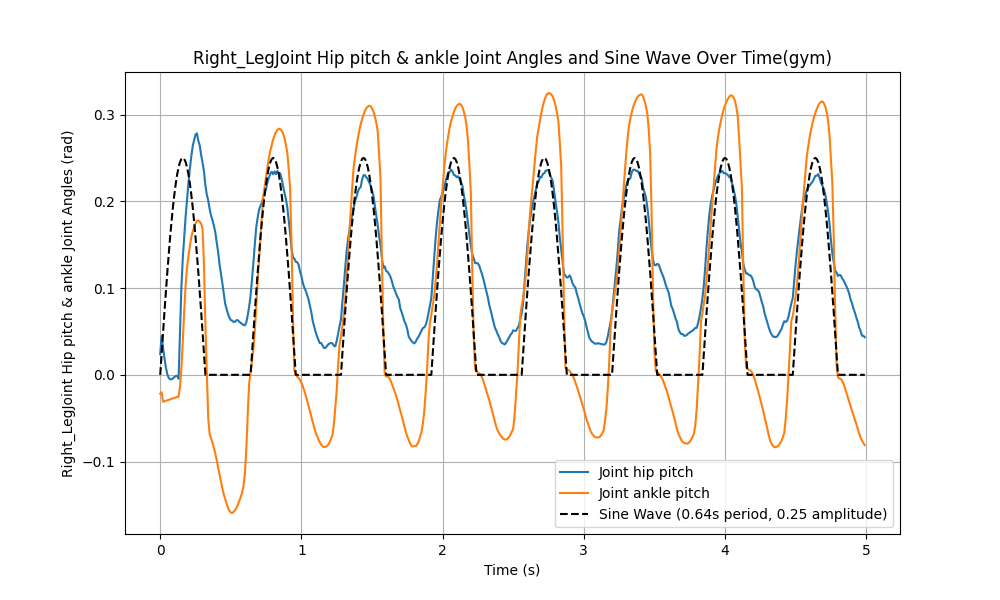 Right_LegJoint Hip pitch & ankle Joint Angles and Sine Wave Over Time(gym)
Right_LegJoint Hip pitch & ankle Joint Angles (rad)
0.3
0.2
0.1
0.0
−0.1
Joint hip pitch
Joint ankle pitch
Sine Wave (0.64s period, 0.25 amplitude)
0 1 2 3 4 5
Time (s)